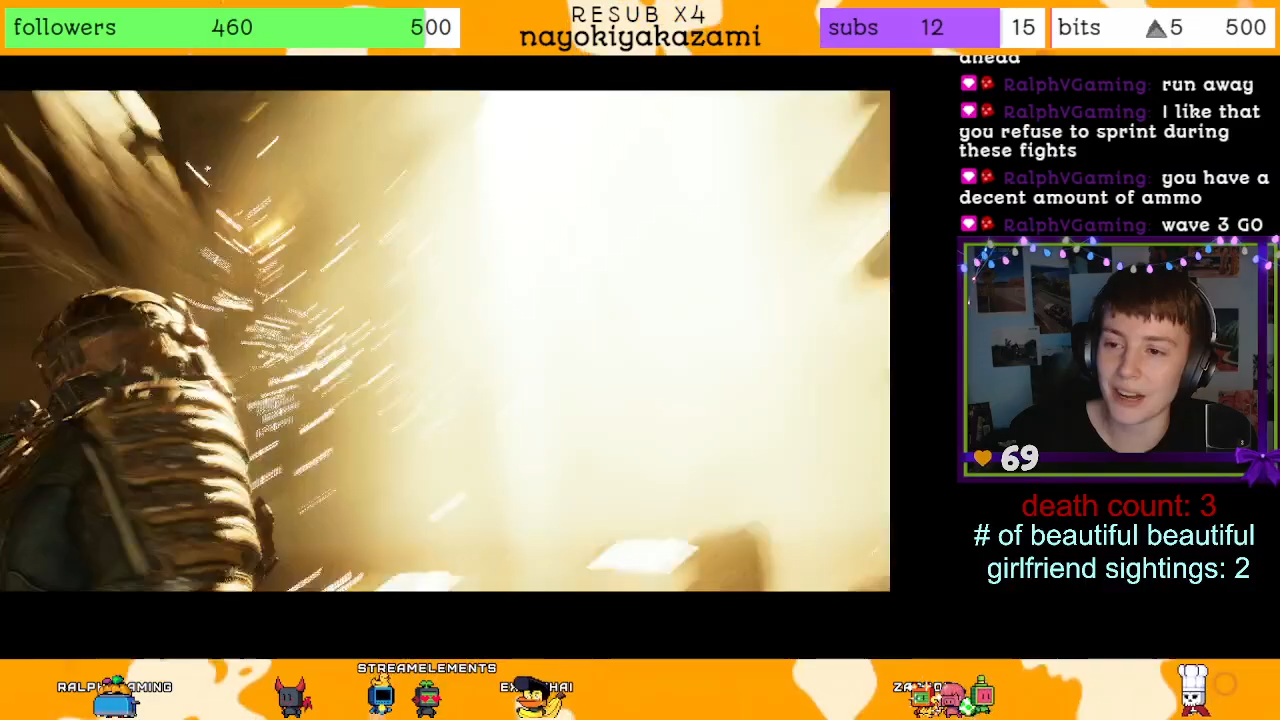 followers 460 500
RESUB X4
nayokiyakazami
subs 12 15
bits 5 500
ahead
RalphVGaming: run away
RalphVGaming: I like that
you refuse to sprint during
these fights
RalphVGaming: you have a
decent amount of ammo
RalphVGaming: wave 3 GO
69
death count: 3
# of beautiful beautiful
girlfriend sightings: 2
STREAMELEMENTS